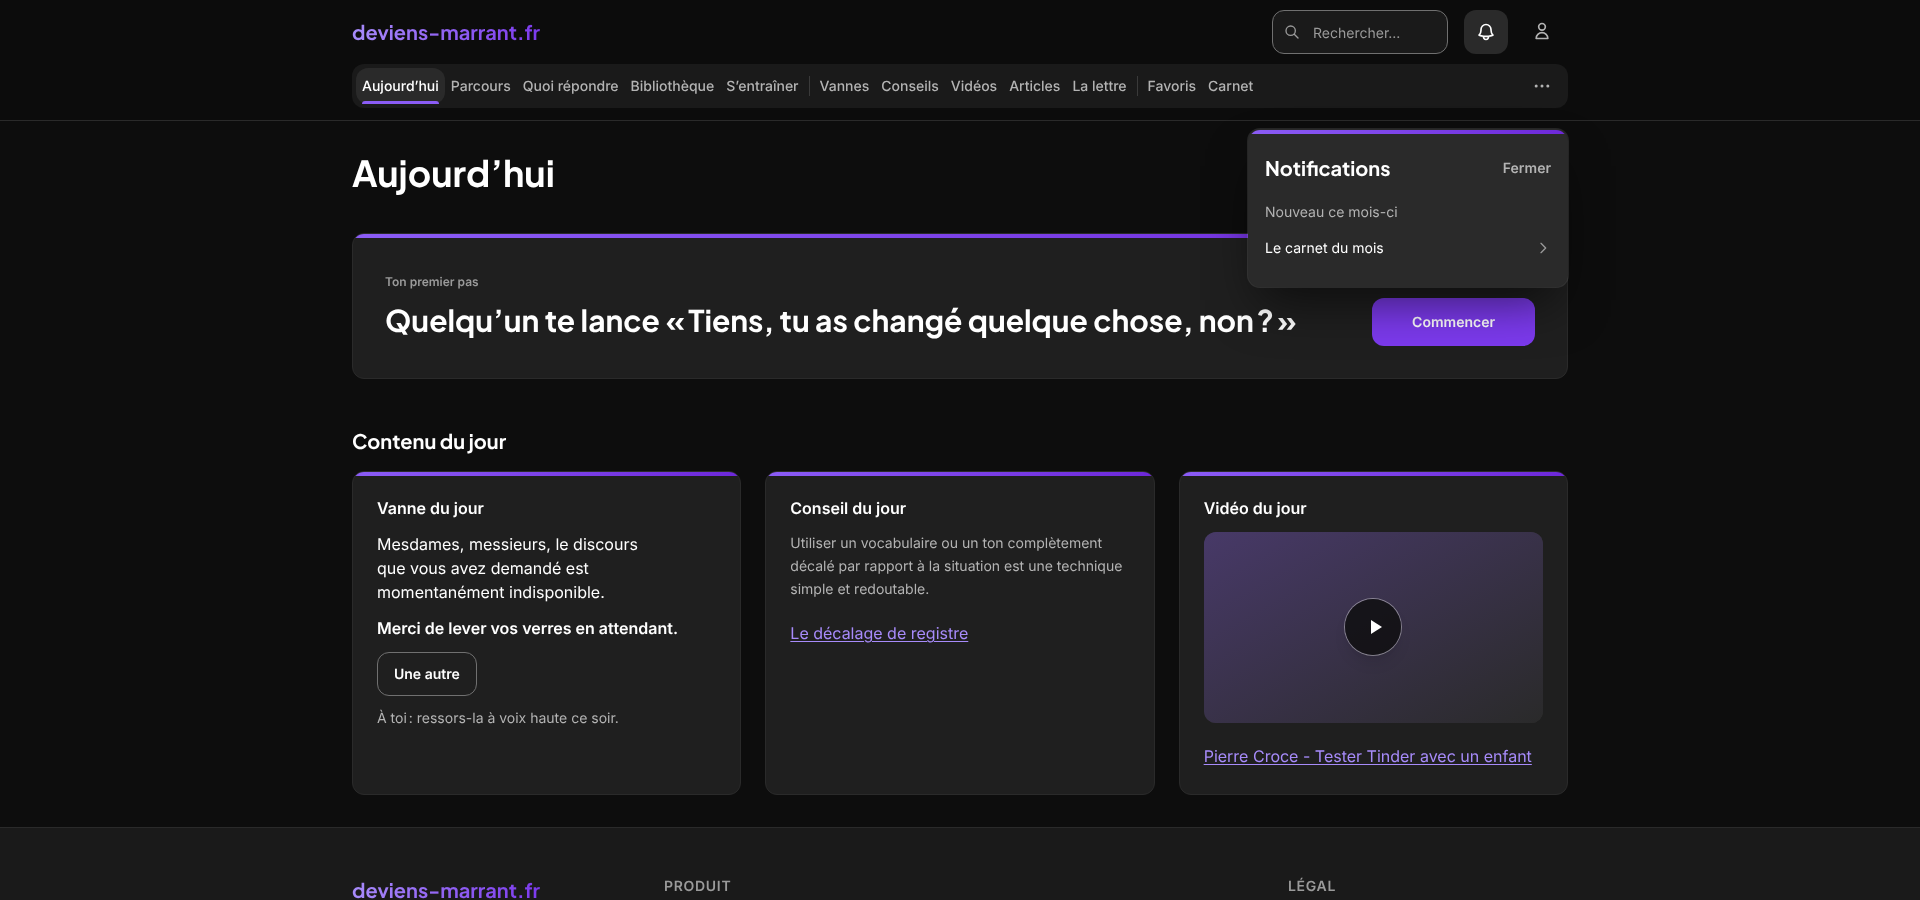 deviens-marrant.fr
Rechercher...
Aujourd’hui Parcours Quoi répondre Bibliothèque S’entraîner Vannes Conseils Vidéos Articles La lettre Favoris Carnet
Aujourd’hui
Notifications
Fermer
Nouveau ce mois-ci
Le carnet du mois
Ton premier pas
Quelqu’un te lance « Tiens, tu as changé quelque chose, non ? »
Commencer
Contenu du jour
Vanne du jour
Mesdames, messieurs, le discours
que vous avez demandé est
momentanément indisponible.
Merci de lever vos verres en attendant.
Une autre
À toi : ressors-la à voix haute ce soir.
Conseil du jour
Utiliser un vocabulaire ou un ton complètement
décalé par rapport à la situation est une technique
simple et redoutable.
Le décalage de registre
Vidéo du jour
Pierre Croce - Tester Tinder avec un enfant
deviens-marrant.fr
PRODUIT
LÉGAL